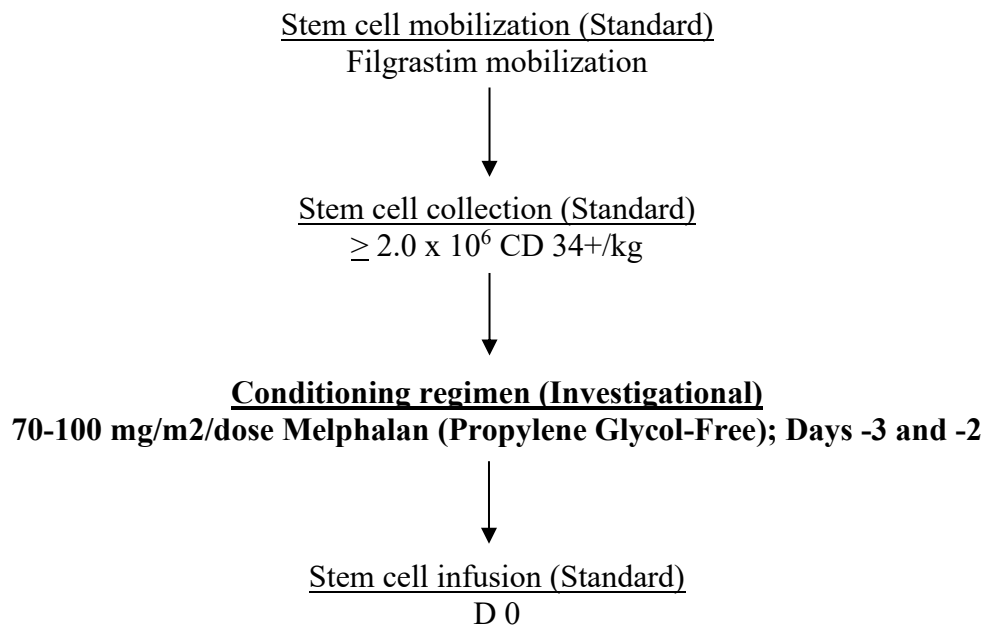 Stem cell mobilization (Standard)
Filgrastim mobilization
Stem cell collection (Standard)
≥ 2.0 x 10⁶ CD 34+/kg
Conditioning regimen (Investigational)
70-100 mg/m2/dose Melphalan (Propylene Glycol-Free); Days -3 and -2
Stem cell infusion (Standard)
D 0